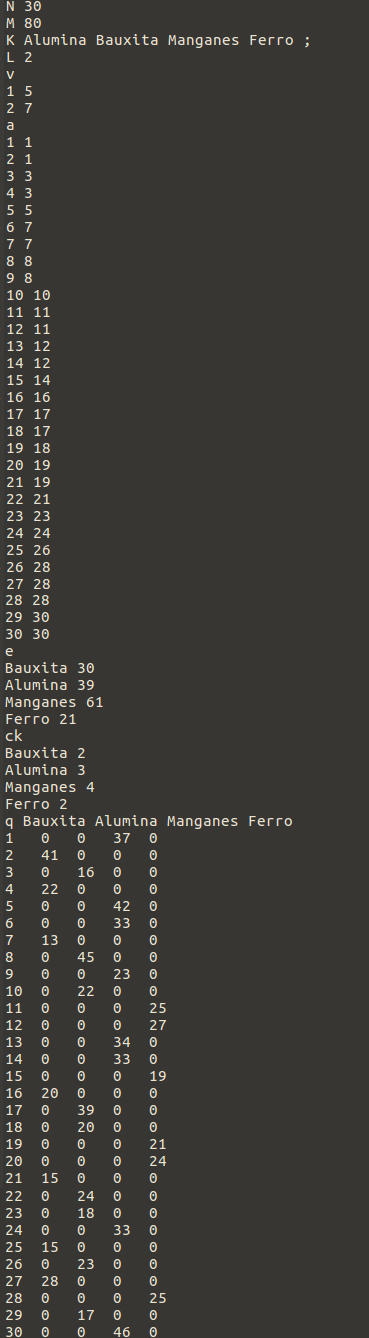 N 30
M 80
K Alumina Bauxita Manganes Ferro ;
L 2
v
1 5
2 7
a
1 1
2 1
3 3
4 3
5 5
6 7
7 7
8 8
9 8
10 10
11 11
12 11
13 12
14 12
15 14
16 16
17 17
18 17
19 18
20 19
21 19
22 21
23 23
24 24
25 26
26 28
27 28
28 28
29 30
30 30
e
Bauxita 30
Alumina 39
Manganes 61
Ferro 21
ck
Bauxita 2
Alumina 3
Manganes 4
Ferro 2
q Bauxita Alumina Manganes Ferro
1 0 0 37 0
2 41 0 0 0
3 0 16 0 0
4 22 0 0 0
5 0 0 42 0
6 0 0 33 0
7 13 0 0 0
8 0 45 0 0
9 0 0 23 0
10 0 22 0 0
11 0 0 0 25
12 0 0 0 27
13 0 0 34 0
14 0 0 33 0
15 0 0 0 19
16 20 0 0 0
17 0 39 0 0
18 0 20 0 0
19 0 0 0 21
20 0 0 0 24
21 15 0 0 0
22 0 24 0 0
23 0 18 0 0
24 0 0 33 0
25 15 0 0 0
26 0 23 0 0
27 28 0 0 0
28 0 0 0 25
29 0 17 0 0
30 0 0 46 0